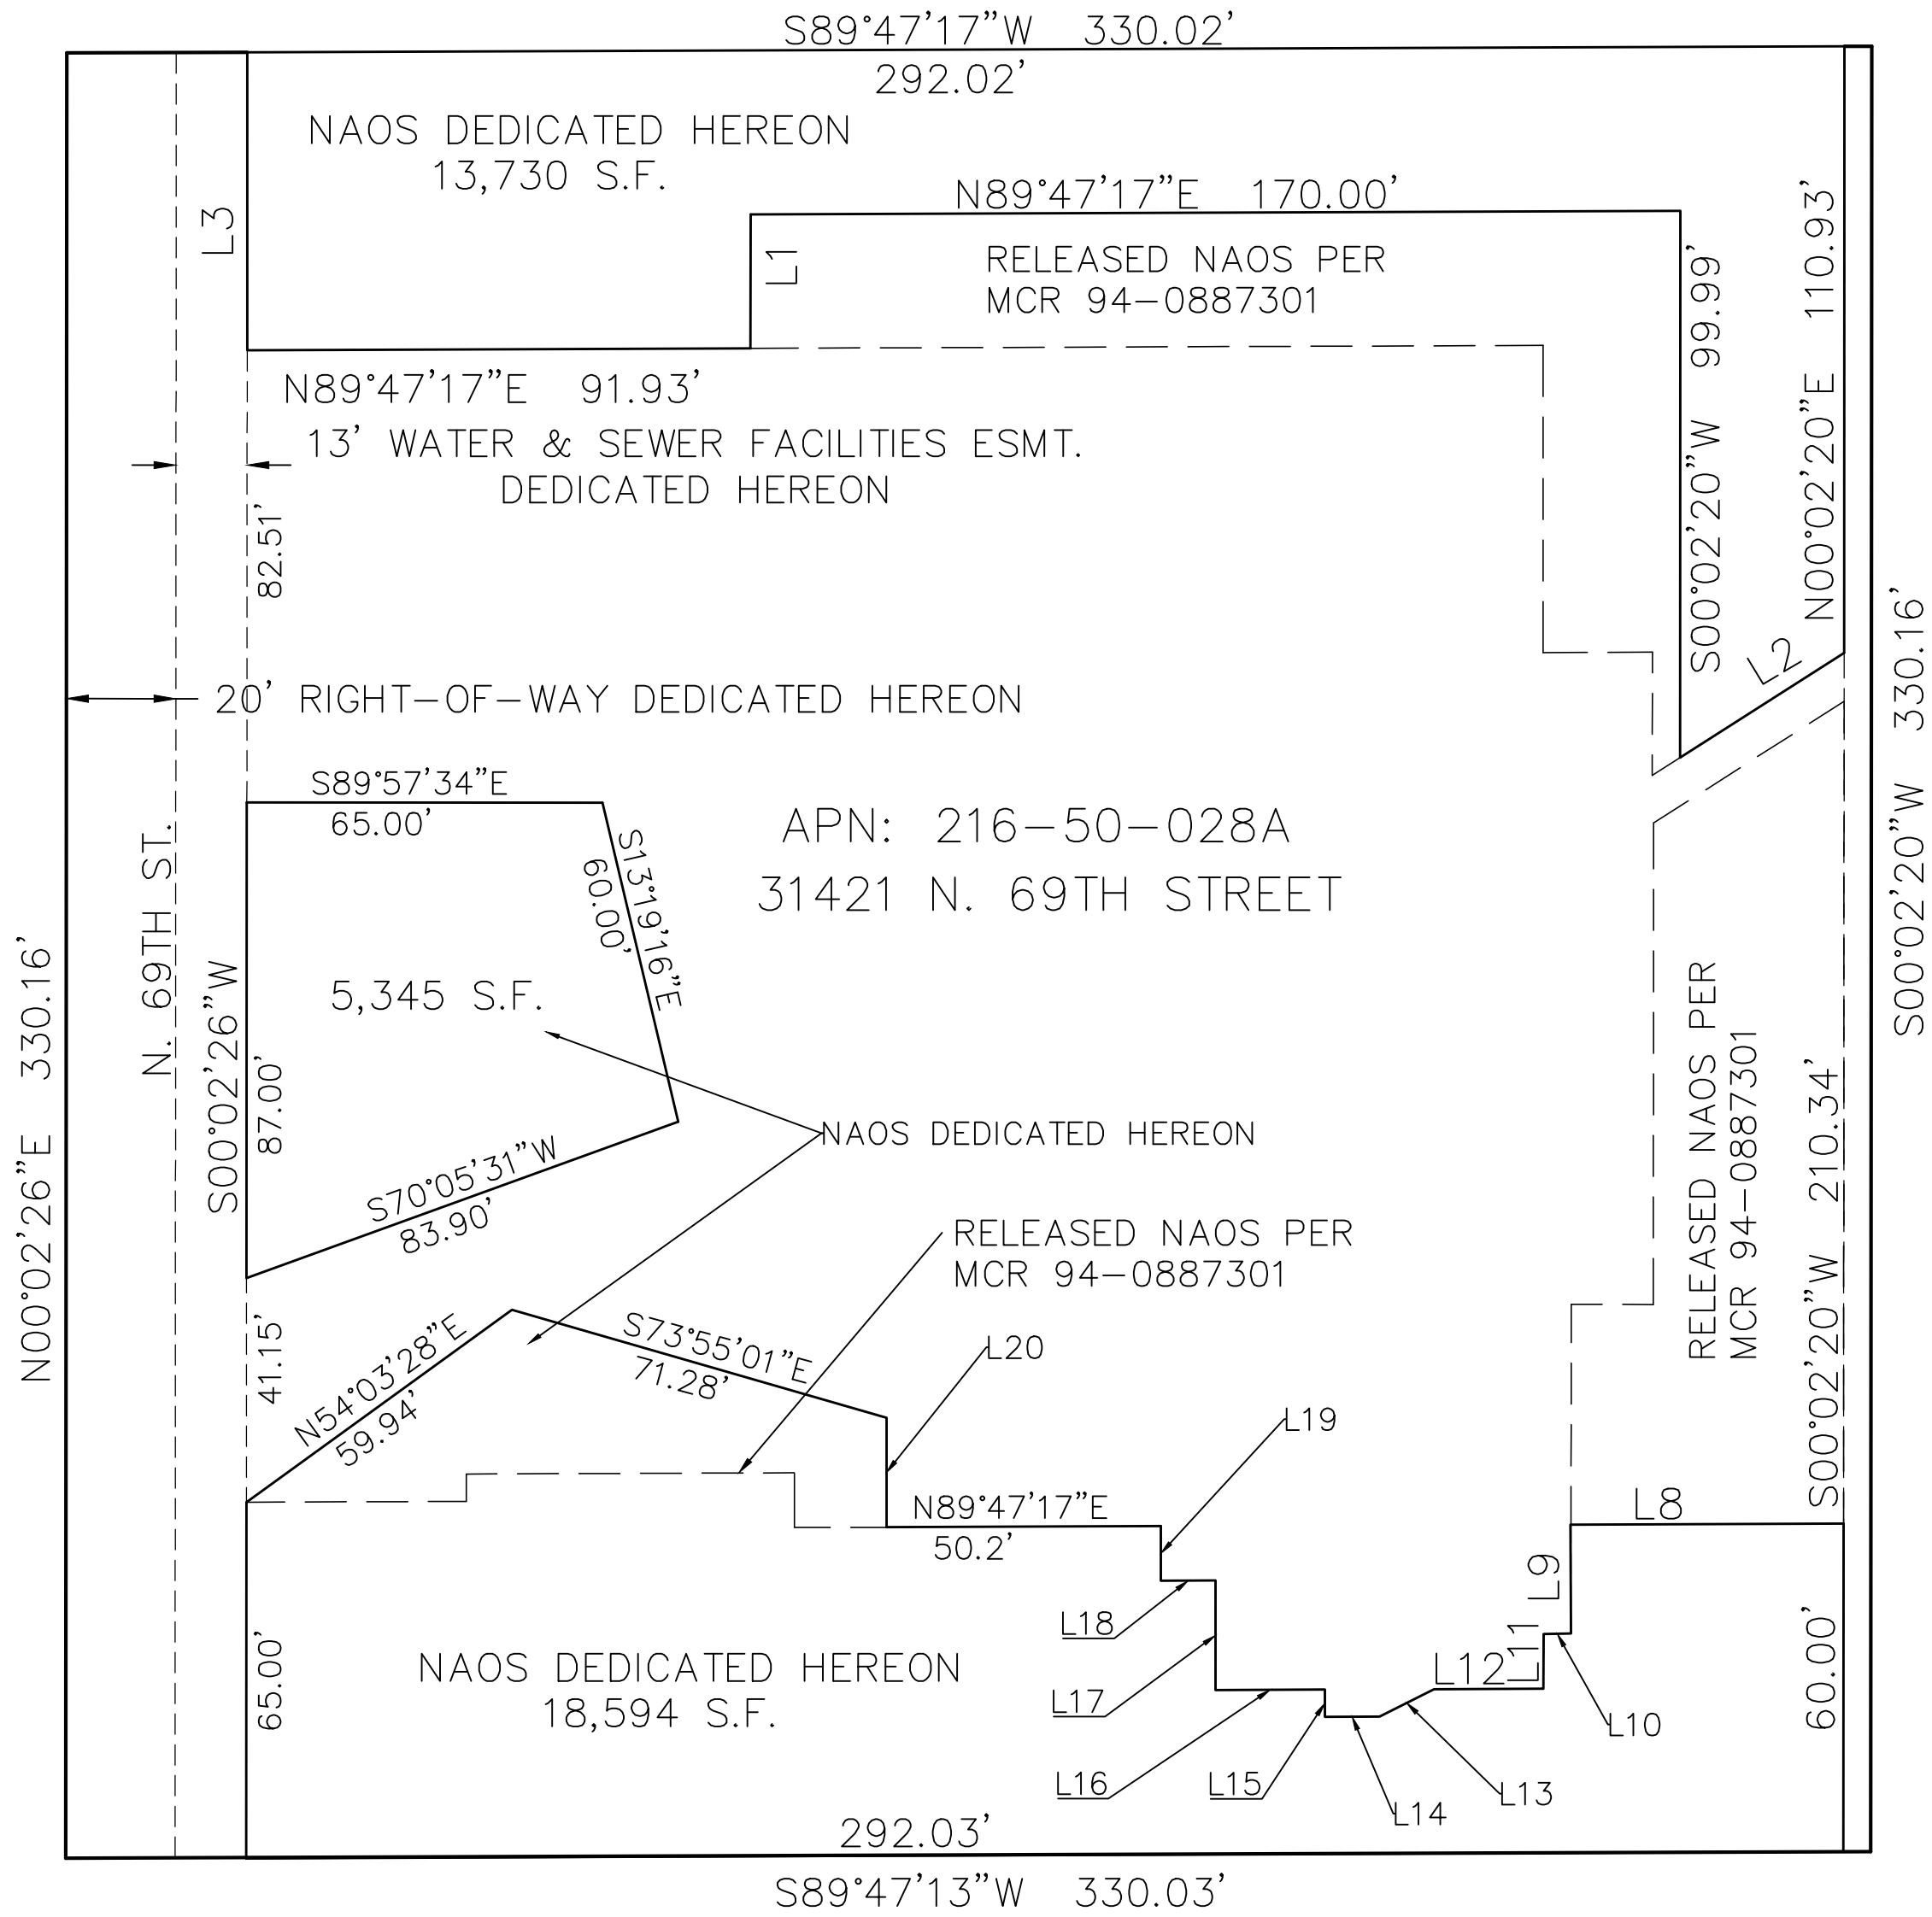 S89°47'17"W 330.02'
292.02'
NAOS DEDICATED HEREON
13,730 S.F.
L3
N89°47'17"E 170.00'
L1
RELEASED NAOS PER
MCR 94-0887301
S00°02'20"W 99.99'
N00°02'20"E 110.93'
N89°47'17"E 91.93'
13' WATER & SEWER FACILITIES ESMT.
DEDICATED HEREON
82.51'
L2
20' RIGHT-OF-WAY DEDICATED HEREON
S00°02'20"W 330.16'
S89°57'34"E
65.00'
S13°19'16"E
60.00'
APN: 216-50-028A
31421 N. 69TH STREET
N. 69TH ST.
N00°02'26"E 330.16'
S00°02'26"W
87.00'
5,345 S.F.
S70°05'31"W
83.90'
NAOS DEDICATED HEREON
RELEASED NAOS PER
MCR 94-0887301
RELEASED NAOS PER
MCR 94-0887301
S00°02'20"W 210.34'
41.15'
N54°03'28"E
59.94'
S73°55'01"E
71.28'
L20
L19
N89°47'17"E
50.2'
L8
L9
L18
L17
L12
L11
L10
65.00'
NAOS DEDICATED HEREON
18,594 S.F.
60.00'
L16
L15
L14
L13
292.03'
S89°47'13"W 330.03'